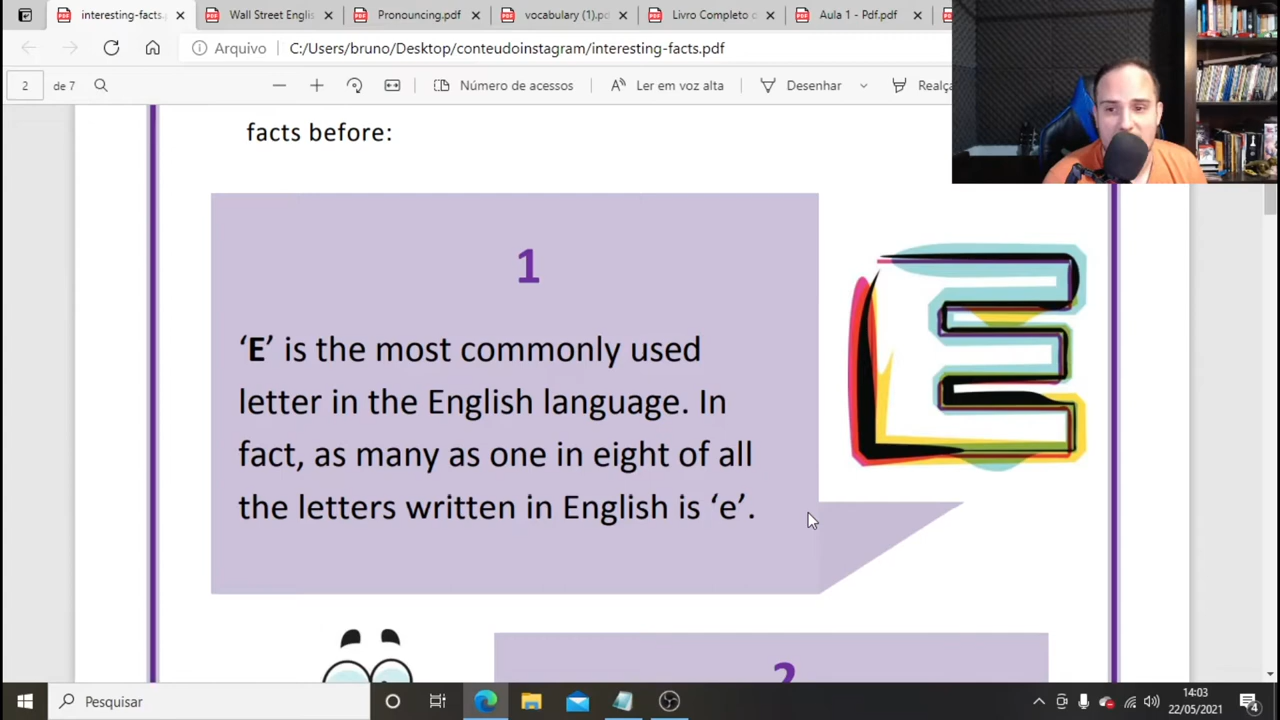 interesting-facts.p
Wall Street Englis
Pronouncing.pdf
vocabulary (1).pd
Livro Completo d
Aula 1 - Pdf.pdf
Arquivo
C:/Users/bruno/Desktop/conteudoinstagram/interesting-facts.pdf
2 de 7
Número de acessos
Ler em voz alta
Desenhar
Realça
facts before:
1
‘E’ is the most commonly used
letter in the English language. In
fact, as many as one in eight of all
the letters written in English is ‘e’.
2
Pesquisar
14:03
22/05/2021
4